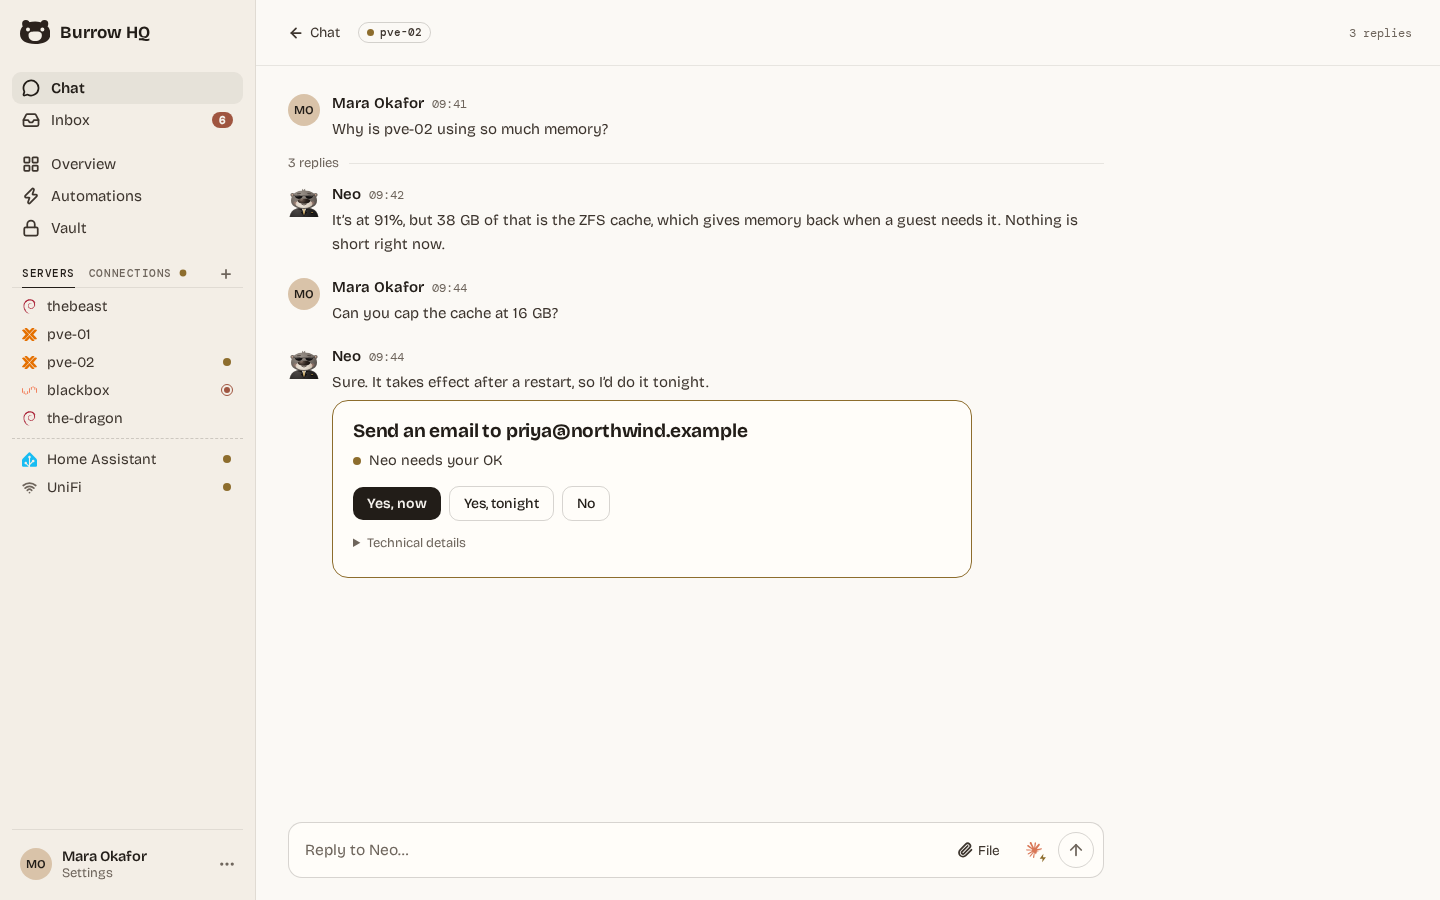 Burrow HQ
Chat
Inbox
6
Overview
Automations
Vault
SERVERS
CONNECTIONS
thebeast
pve-01
pve-02
blackbox
the-dragon
Home Assistant
UniFi
MO
Mara Okafor
Settings
Chat
pve-02
3 replies
MO
Mara Okafor 09:41
Why is pve-02 using so much memory?
3 replies
Neo 09:42
It's at 91%, but 38 GB of that is the ZFS cache, which gives memory back when a guest needs it. Nothing is
short right now.
MO
Mara Okafor 09:44
Can you cap the cache at 16 GB?
Neo 09:44
Sure. It takes effect after a restart, so I'd do it tonight.
Send an email to priya@northwind.example
Neo needs your OK
Yes, now
Yes, tonight
No
Technical details
Reply to Neo...
File